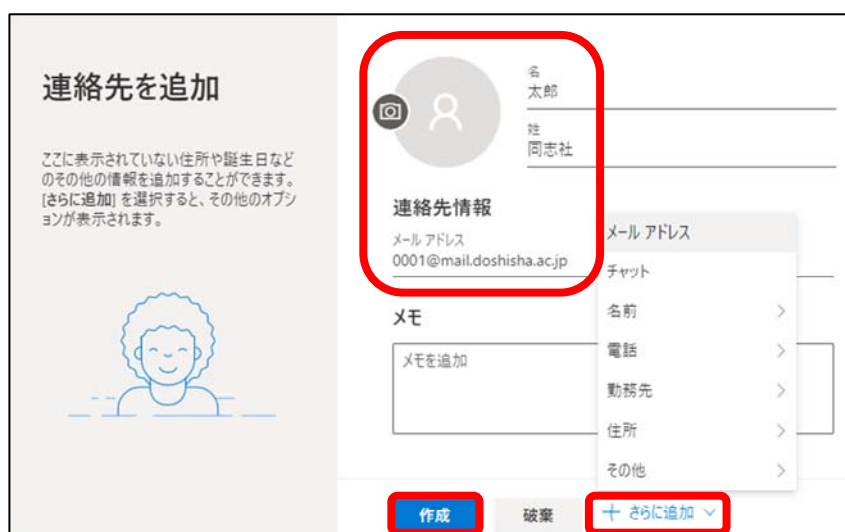 連絡先を追加
ここに表示されていない住所や誕生日など
のその他の情報を追加することができます。
[さらに追加] を選択すると、その他のオプシ
ョンが表示されます。
名
太郎
姓
同志社
連絡先情報
メール アドレス
0001@mail.doshisha.ac.jp
メモ
メモを追加
メール アドレス
チャット
名前
電話
勤務先
住所
その他
作成
破棄
＋ さらに追加